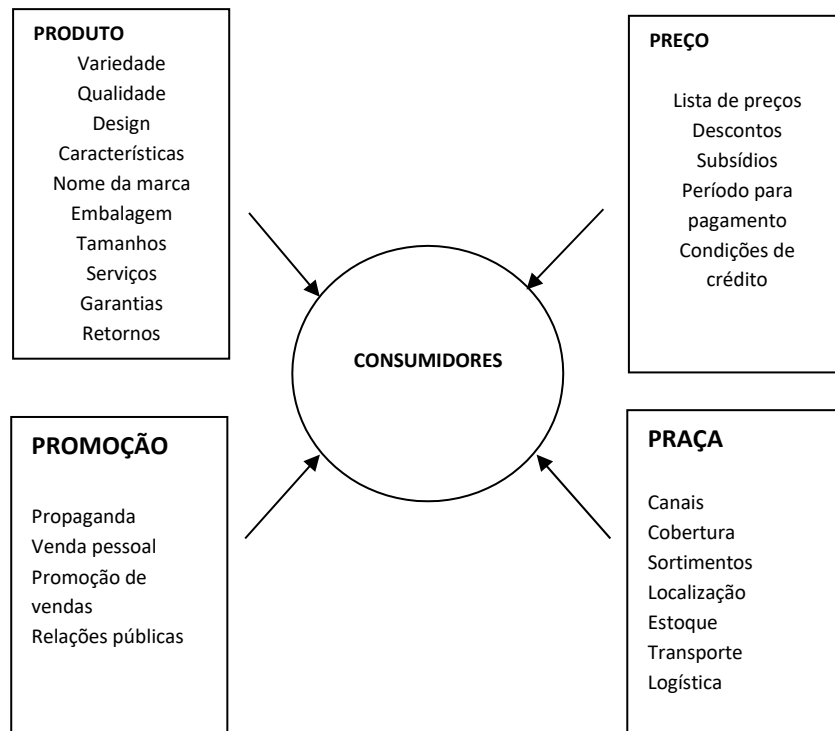 PRODUTO
Variedade
Qualidade
Design
Características
Nome da marca
Embalagem
Tamanhos
Serviços
Garantias
Retornos
PREÇO
Lista de preços
Descontos
Subsídios
Período para
pagamento
Condições de
crédito
CONSUMIDORES
PROMOÇÃO
Propaganda
Venda pessoal
Promoção de
vendas
Relações públicas
PRAÇA
Canais
Cobertura
Sortimentos
Localização
Estoque
Transporte
Logística